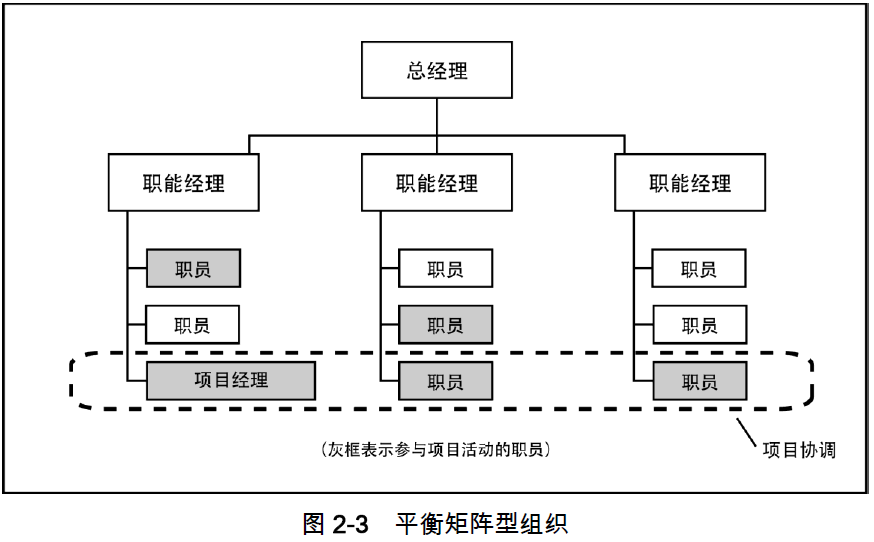 总经理
职能经理 职能经理 职能经理
职员 职员 职员
职员 职员 职员
项目经理 职员 职员
（灰框表示参与项目活动的职员） 项目协调
图 2-3 平衡矩阵型组织